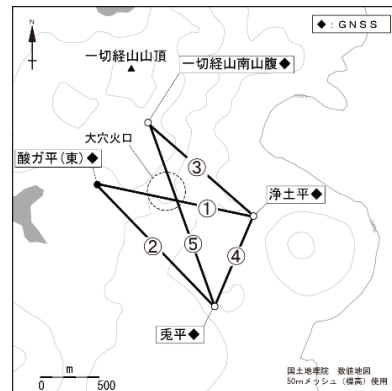 N
◆:GNSS
一切経山山頂
一切経山南山腹◆
大穴火口
酸ガ平(東)◆
③
浄土平◆
①
②
⑤
④
兎平◆
m
0 500
国土地理院 数値地図
50mメッシュ(標高)使用